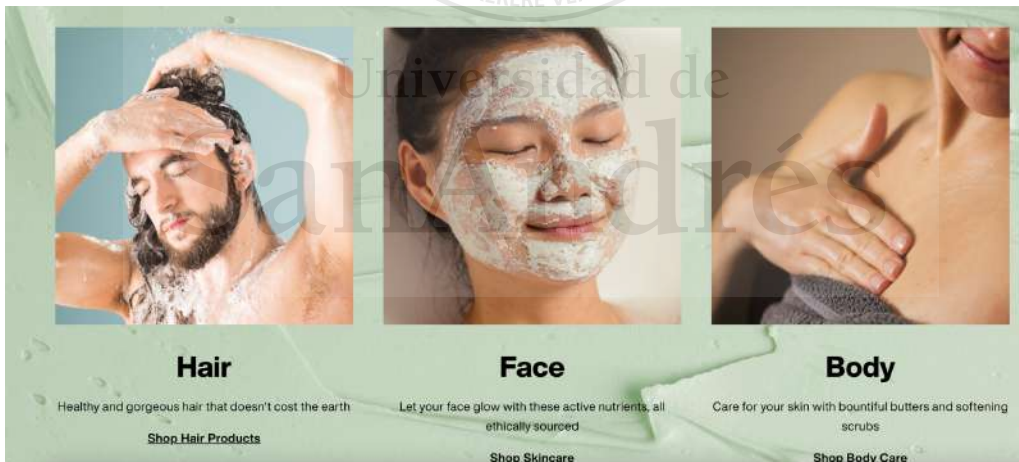 Universidad de
SanAndrés
Hair
Healthy and gorgeous hair that doesn't cost the earth
Shop Hair Products
Face
Let your face glow with these active nutrients, all
ethically sourced
Shop Skincare
Body
Care for your skin with bountiful butters and softening
scrubs
Shop Body Care